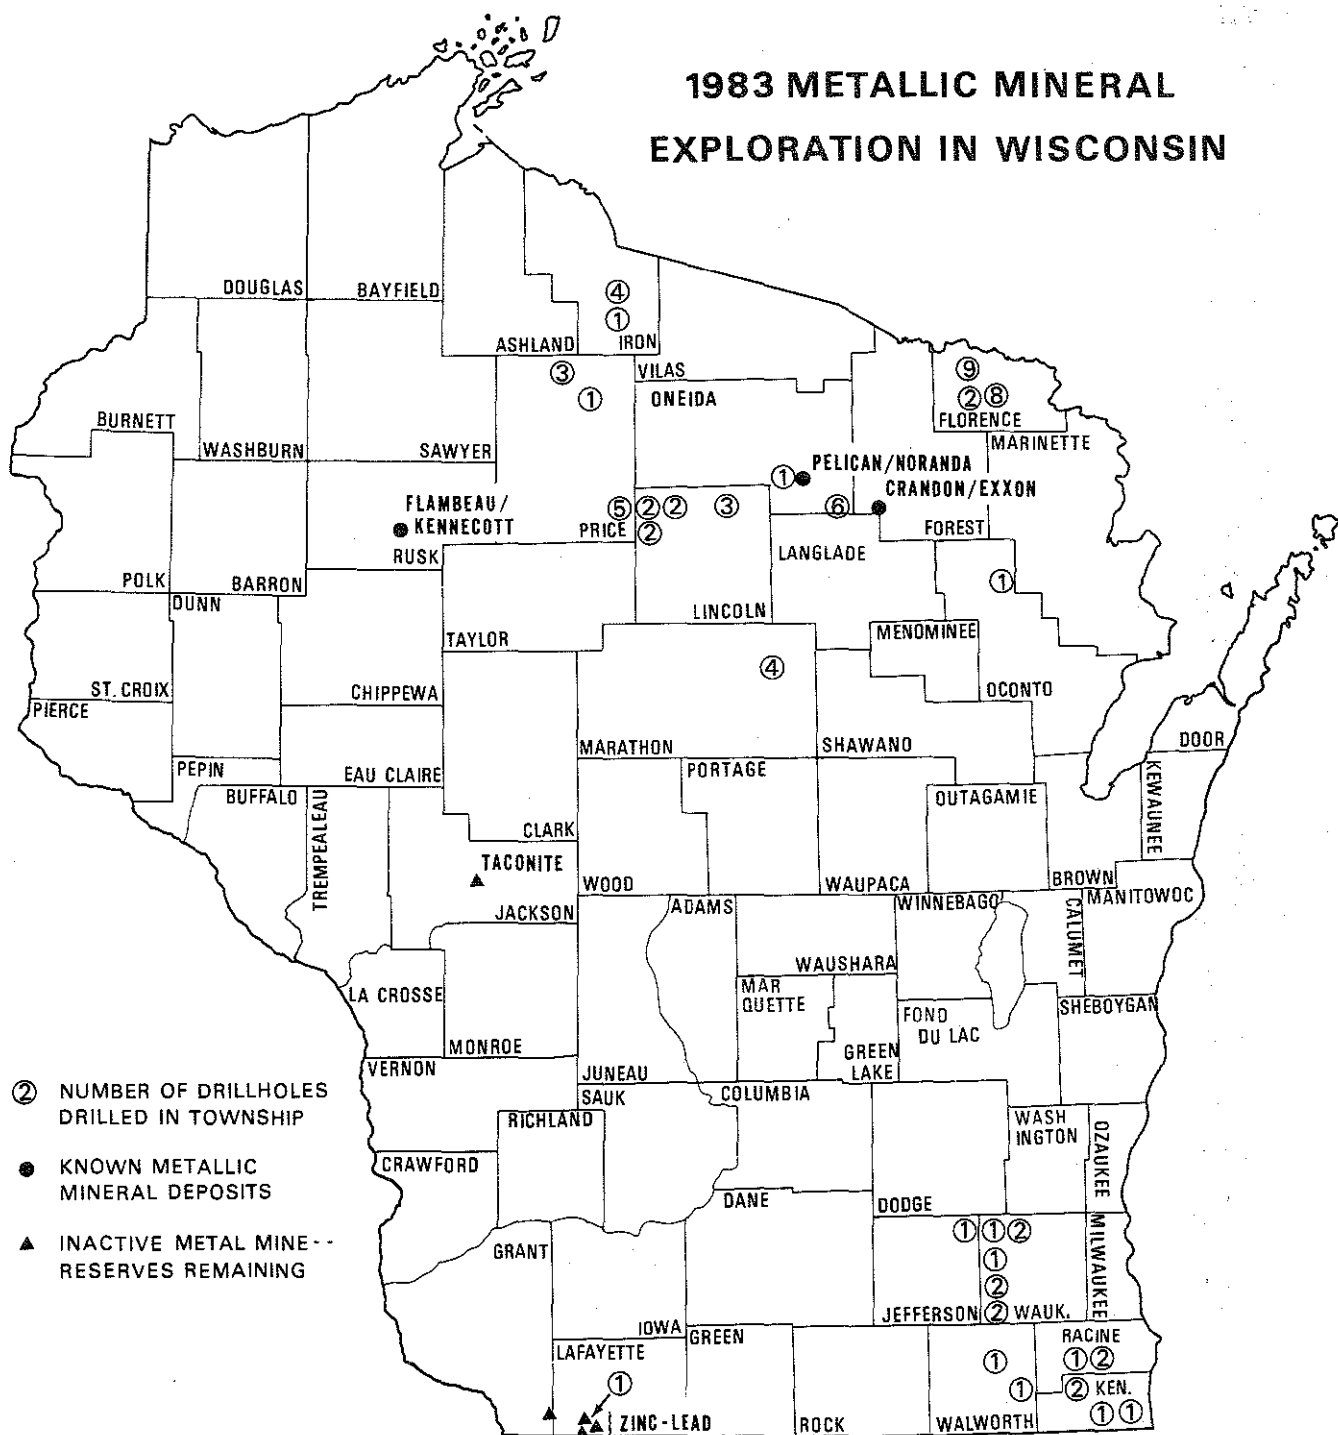 1983 METALLIC MINERAL
EXPLORATION IN WISCONSIN
DOUGLAS
BAYFIELD
④
①
ASHLAND
IRON
③
①
VILAS
ONEIDA
⑨
② ⑧
FLORENCE
MARINETTE
BURNETT
WASHBURN
SAWYER
① PELICAN/NORANDA
CRANDON/EXXON
FLAMBEAU/
KENNECOTT
⑤ ② ② ③
②
⑥
PRICE
FOREST
RUSK
LANGLADE
①
POLK
BARRON
DUNN
LINCOLN
TAYLOR
MENOMINEE
④
ST. CROIX
PIERCE
CHIPPEWA
OCONTO
MARATHON
SHAWANO
DOOR
PEPIN
EAU CLAIRE
PORTAGE
KEWAUNEE
BUFFALO
TREMPEALEAU
OUTAGAMIE
CLARK
TACONITE
WOOD
WAUPACA
BROWN
MANITOWOC
JACKSON
ADAMS
WINNEBAGO
CALUMET
WAUSHARA
LA CROSSE
MAR
QUETTE
SHEBOYGAN
FOND
DU LAC
MONROE
GREEN
LAKE
VERNON
JUNEAU
SAUK
COLUMBIA
② NUMBER OF DRILLHOLES
DRILLED IN TOWNSHIP
RICHLAND
WASH
INGTON
OZAUKEE
CRAWFORD
● KNOWN METALLIC
MINERAL DEPOSITS
DANE
DODGE
▲ INACTIVE METAL MINE--
RESERVES REMAINING
GRANT
① ① ②
①
②
②
MILWAUKEE
JEFFERSON
WAUK.
IOWA
GREEN
LAFAYETTE
RACINE
① ②
①
①
①
② KEN.
① ①
ZINC-LEAD
ROCK
WALWORTH